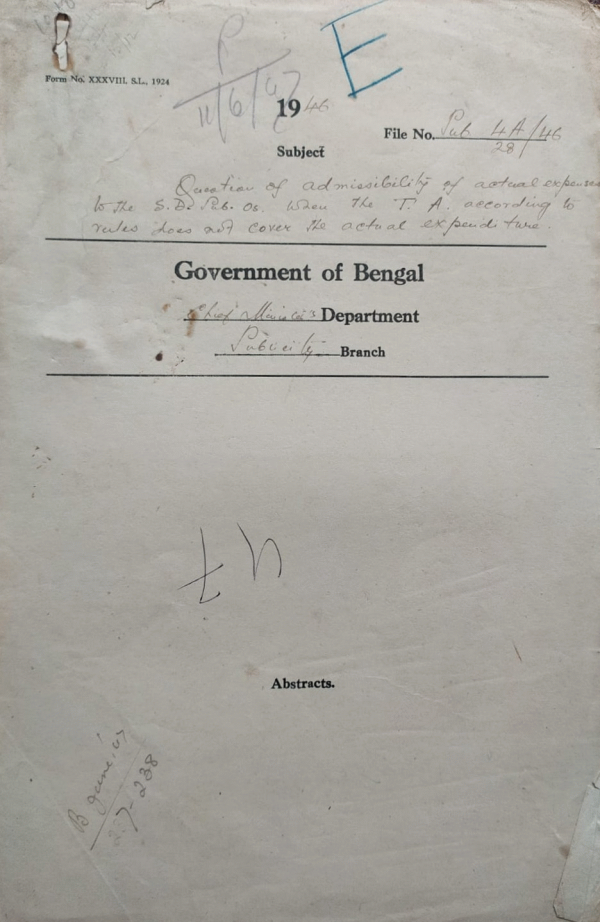 Form No. XXXVIII. S.L., 1924
P
11/6/47
E
1946
File No. Pub 4A/46
28
Subject
Question of admissibility of actual expenses
to the S. D. Pub. Os. when the T. A. according to
rules does not cover the actual expenditure.
Government of Bengal
Chief Minister's Department
Publicity Branch
Abstracts.
B June. 47